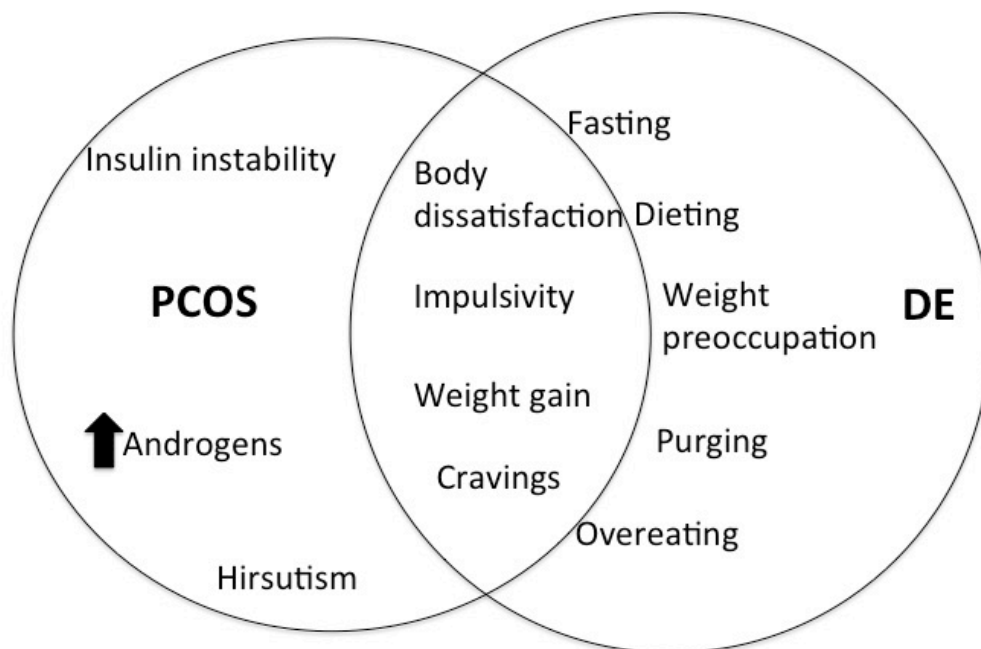 Insulin instability
PCOS
Androgens
Hirsutism
Body
dissatisfaction
Impulsivity
Weight gain
Cravings
Fasting
Dieting
Weight
preoccupation
DE
Purging
Overeating